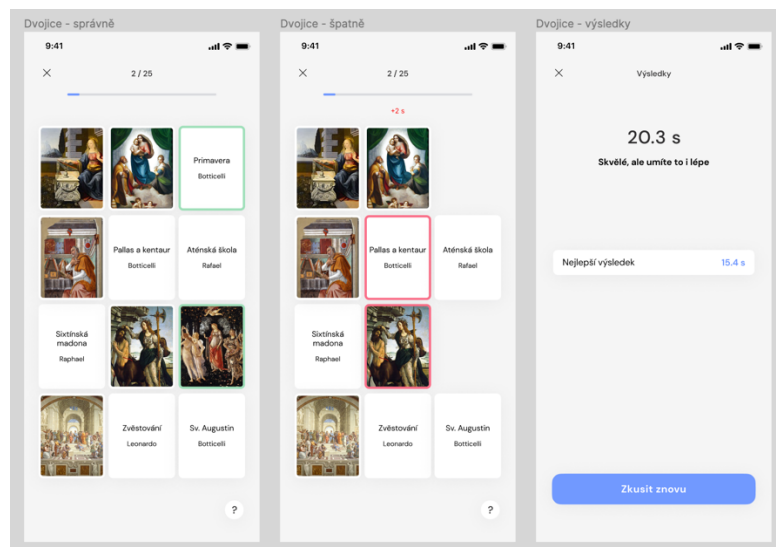 Dvojice - správně
9:41
2 / 25
Primavera
Botticelli
Pallas a kentaur
Botticelli
Aténská škola
Rafael
Sixtínská
madona
Raphael
Zvěstování
Leonardo
Sv. Augustin
Botticelli
?
Dvojice - špatně
9:41
2 / 25
+2 s
Pallas a kentaur
Botticelli
Aténská škola
Rafael
Sixtínská
madona
Raphael
Zvěstování
Leonardo
Sv. Augustin
Botticelli
?
Dvojice - výsledky
9:41
Výsledky
20.3 s
Skvělé, ale umíte to i lépe
Nejlepší výsledek 15.4 s
Zkusit znovu